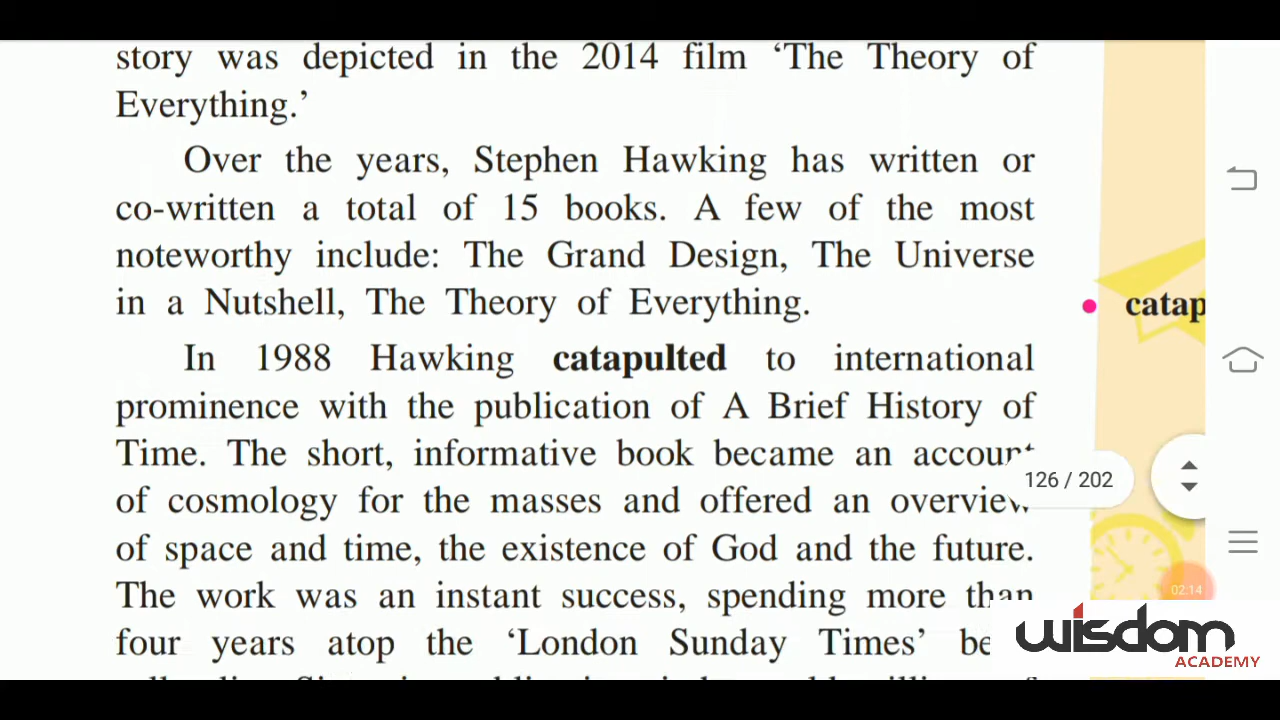 story was depicted in the 2014 film ‘The Theory of
Everything.’
Over the years, Stephen Hawking has written or
co-written a total of 15 books. A few of the most
noteworthy include: The Grand Design, The Universe
in a Nutshell, The Theory of Everything.
In 1988 Hawking catapulted to international
prominence with the publication of A Brief History of
Time. The short, informative book became an account
of cosmology for the masses and offered an overview
of space and time, the existence of God and the future.
The work was an instant success, spending more than
four years atop the ‘London Sunday Times’
catap
126 / 202
02:14
wisdom
ACADEMY